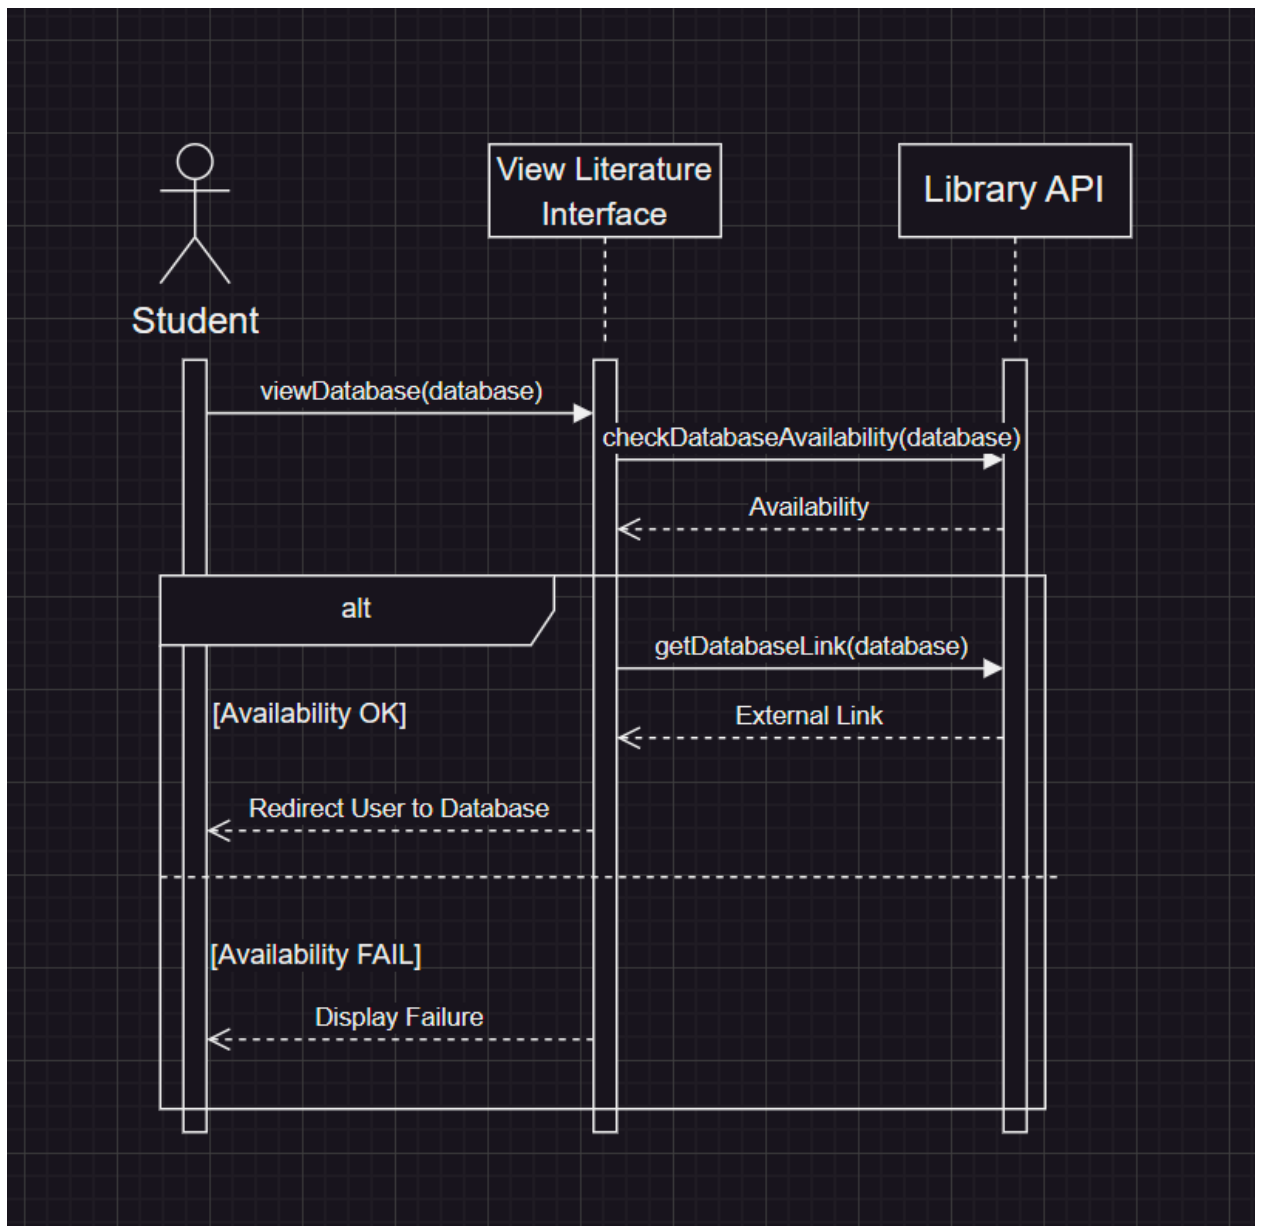 View Literature
Interface
Library API
Student
viewDatabase(database)
checkDatabaseAvailability(database)
Availability
alt
getDatabaseLink(database)
[Availability OK]
External Link
Redirect User to Database
[Availability FAIL]
Display Failure